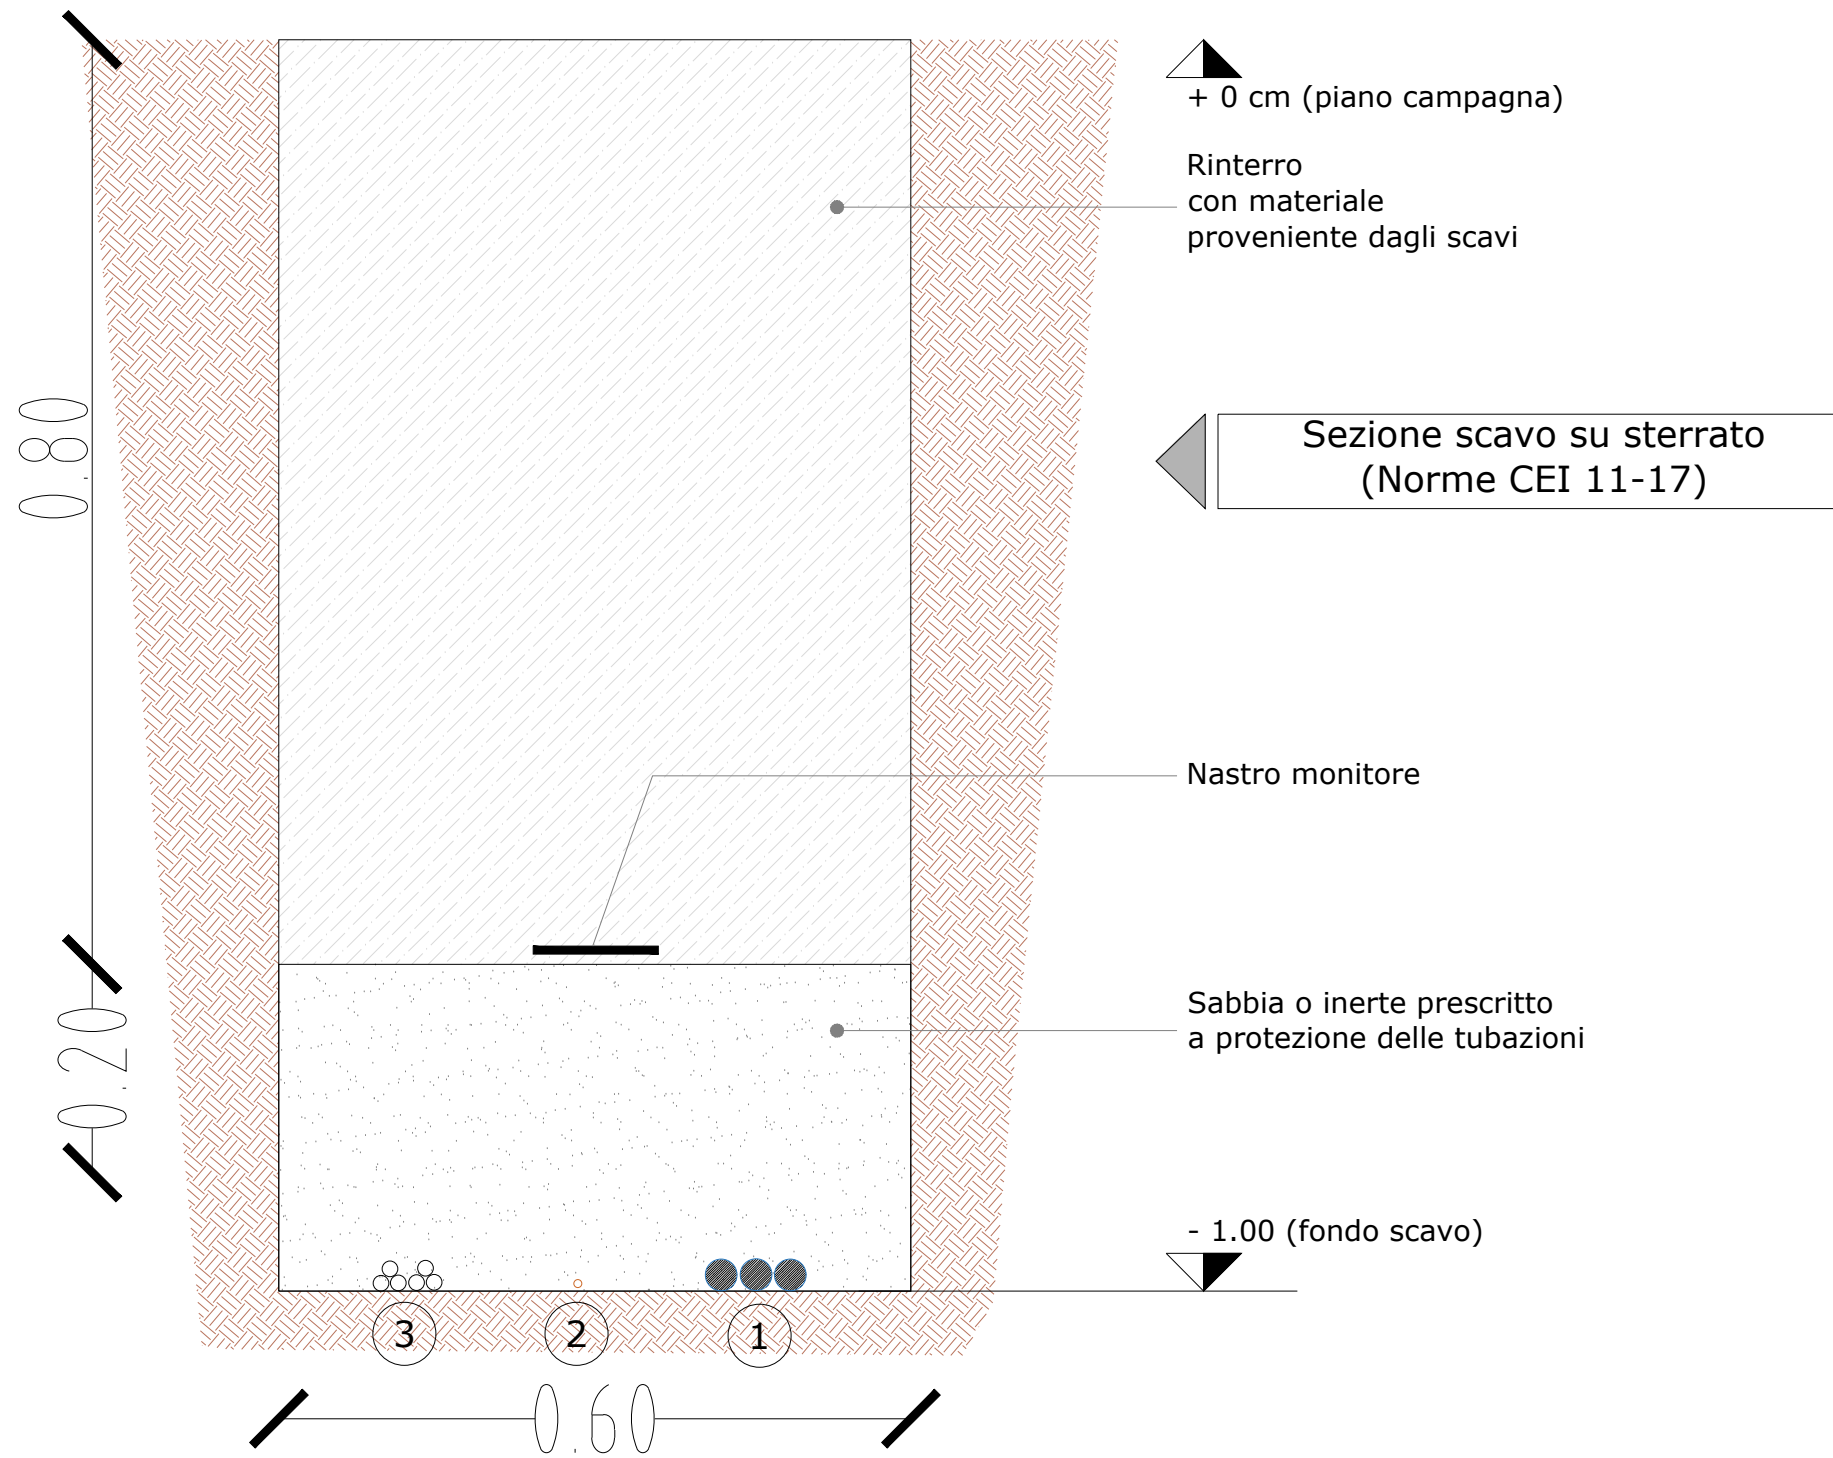 + 0 cm (piano campagna)
Rinterro
con materiale
proveniente dagli scavi
0.80
Sezione scavo su sterrato
(Norme CEI 11-17)
Nastro monitore
Sabbia o inerte prescritto
a protezione delle tubazioni
0.20
- 1.00 (fondo scavo)
3
2
1
0.60